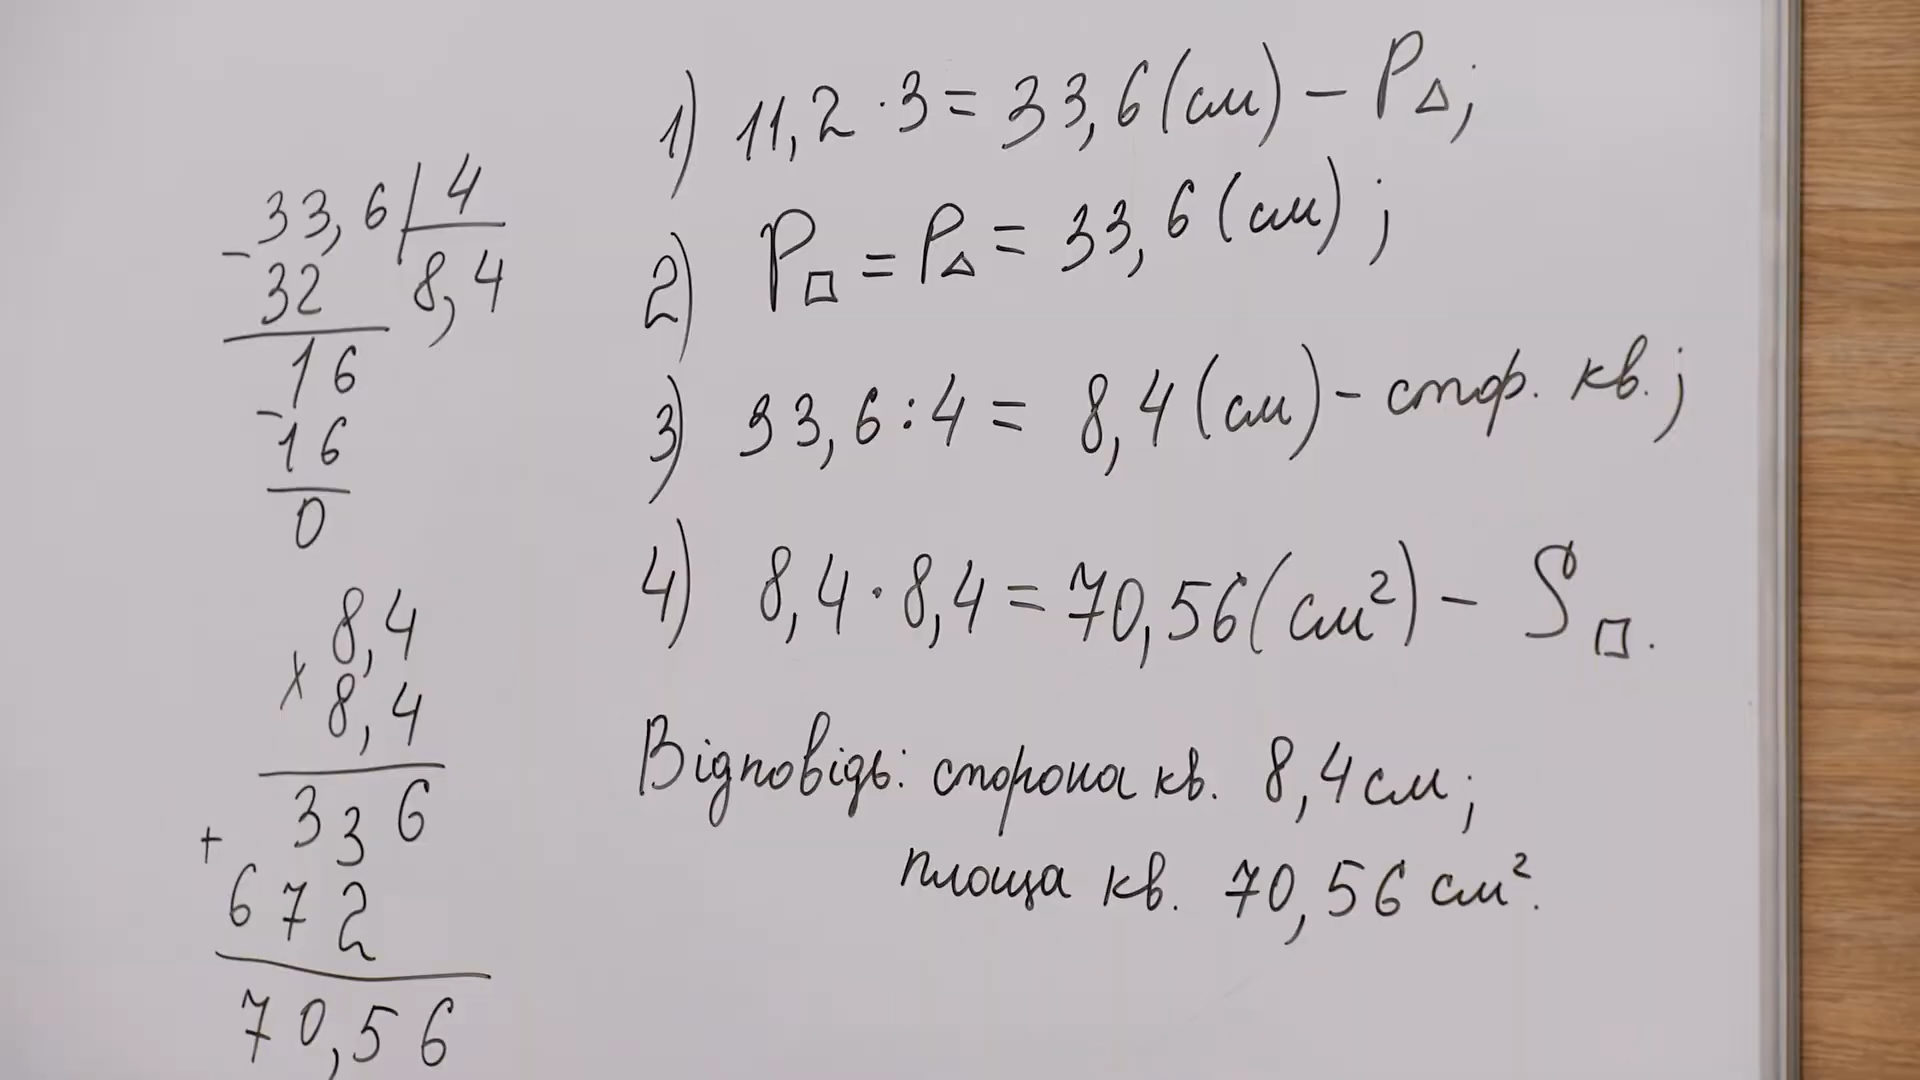 33,6 | 4
- 32 8,4
16
- 16
0
8,4
× 8,4
336
+ 672
70,56
1) 11,2 · 3 = 33,6 (см) – P△;
2) P□ = P△ = 33,6 (см);
3) 33,6 : 4 = 8,4 (см) – стор. кв.;
4) 8,4 · 8,4 = 70,56 (см²) – S□.
Відповідь: сторона кв. 8,4 см;
площа кв. 70,56 см².